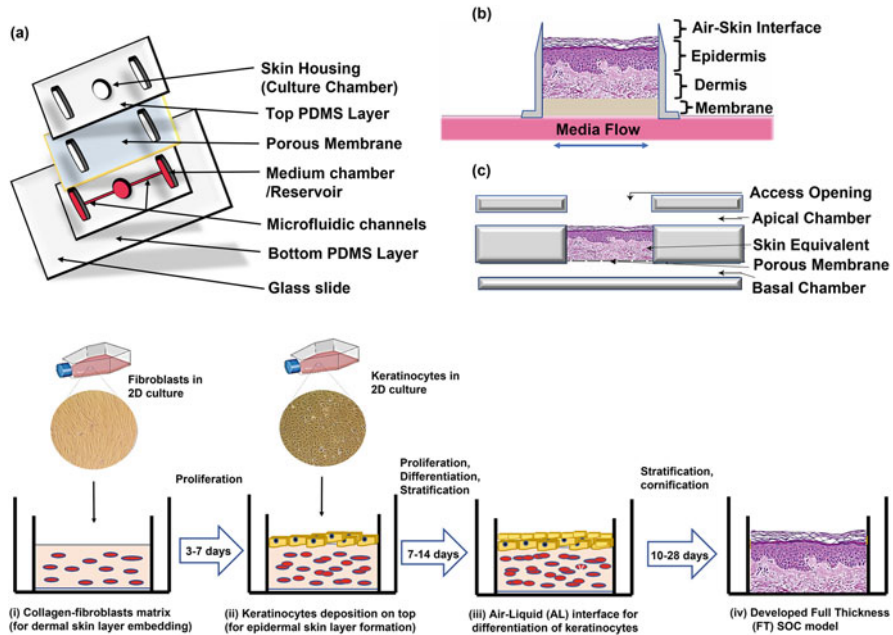 (a)
Skin Housing
(Culture Chamber)
Top PDMS Layer
Porous Membrane
Medium chamber
/Reservoir
Microfluidic channels
Bottom PDMS Layer
Glass slide
(b)
Air-Skin Interface
Epidermis
Dermis
Membrane
Media Flow
(c)
Access Opening
Apical Chamber
Skin Equivalent
Porous Membrane
Basal Chamber
Fibroblasts in
2D culture
Keratinocytes in
2D culture
Proliferation
3-7 days
Proliferation,
Differentiation,
Stratification
7-14 days
Stratification,
cornification
10-28 days
(i) Collagen-fibroblasts matrix
(for dermal skin layer embedding)
(ii) Keratinocytes deposition on top
(for epidermal skin layer formation)
(iii) Air-Liquid (AL) interface for
differentiation of keratinocytes
(iv) Developed Full Thickness
(FT) SOC model